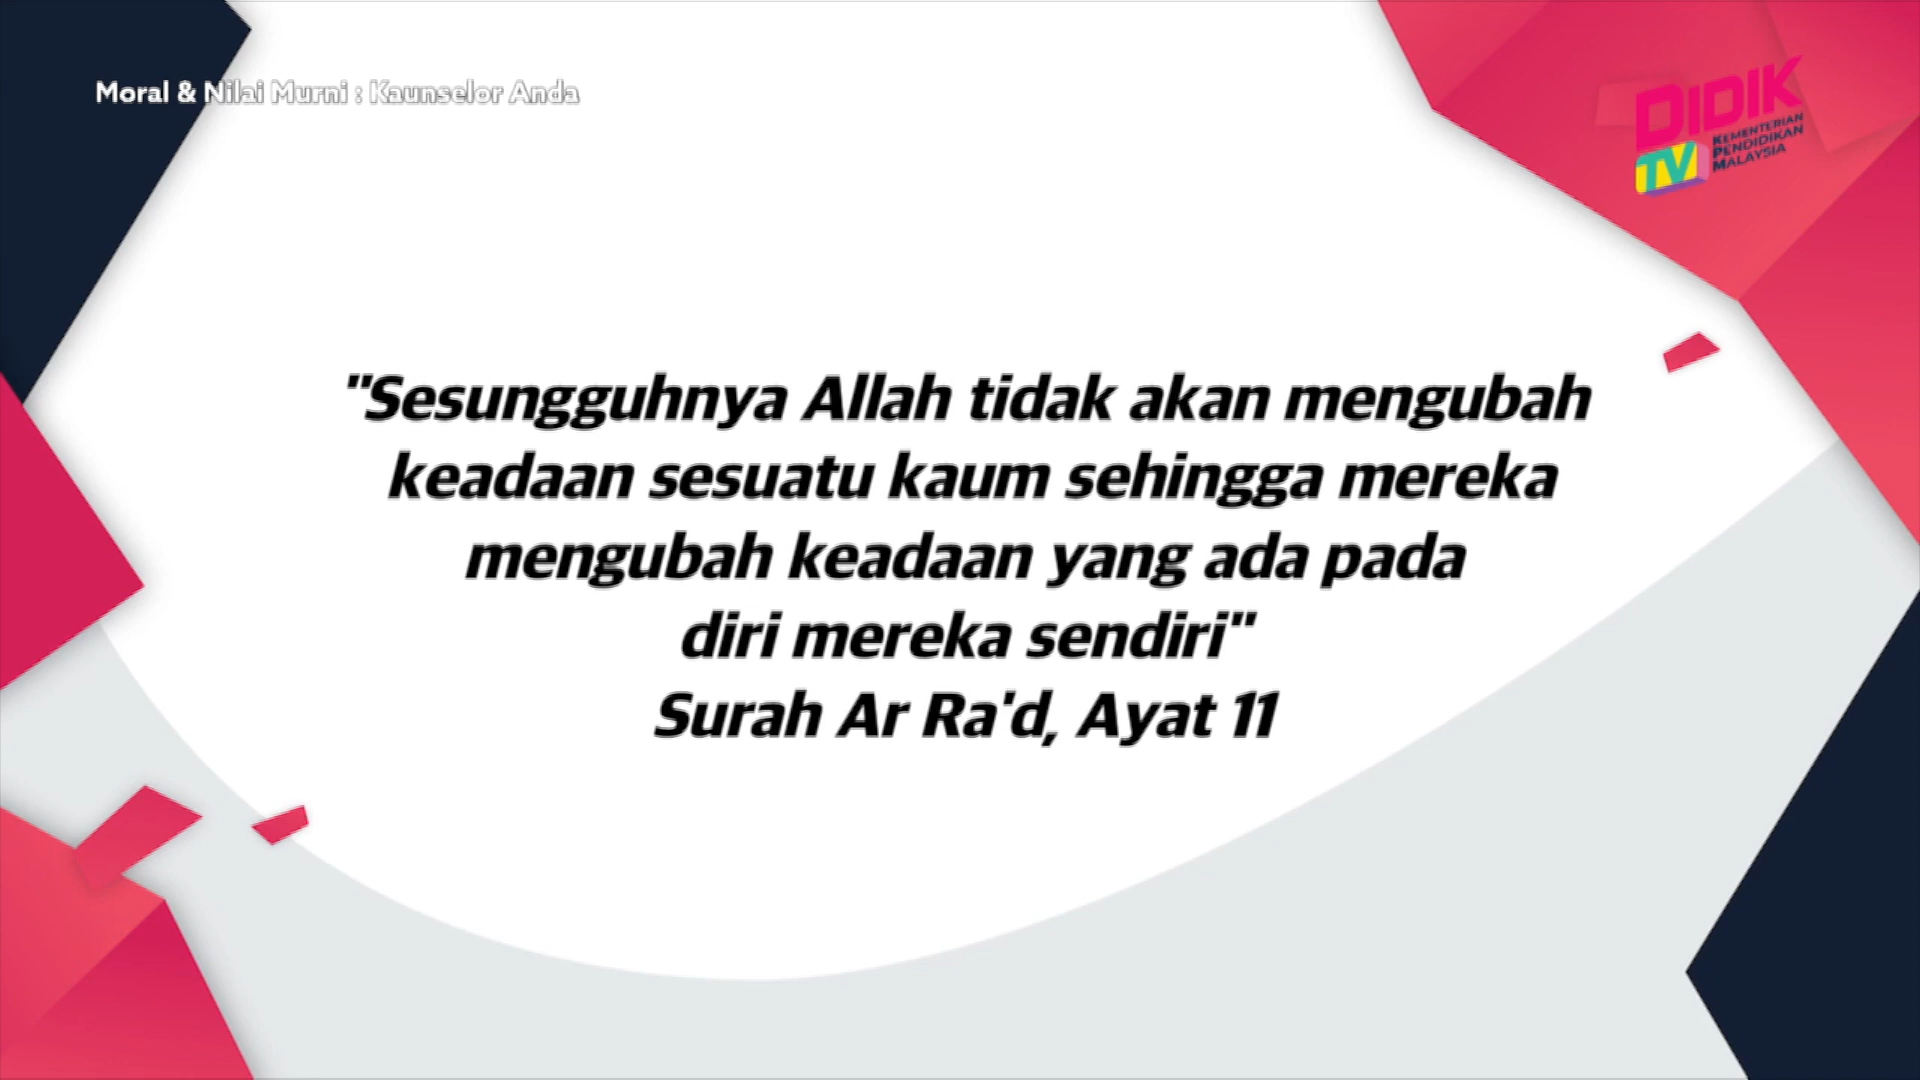 Moral & Nilai Murni : Kaunselor Anda
DIDIK
TV
KEMENTERIAN
PENDIDIKAN
MALAYSIA
"Sesungguhnya Allah tidak akan mengubah
keadaan sesuatu kaum sehingga mereka
mengubah keadaan yang ada pada
diri mereka sendiri"
Surah Ar Ra'd, Ayat 11